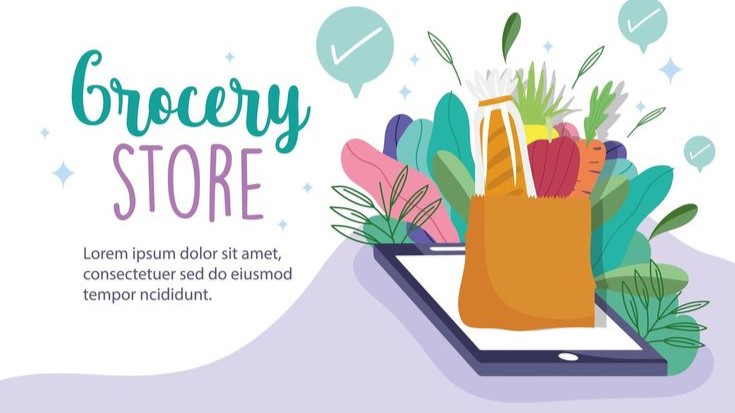 Grocery
STORE
Lorem ipsum dolor sit amet,
consectetuer sed do eiusmod
tempor ncididunt.